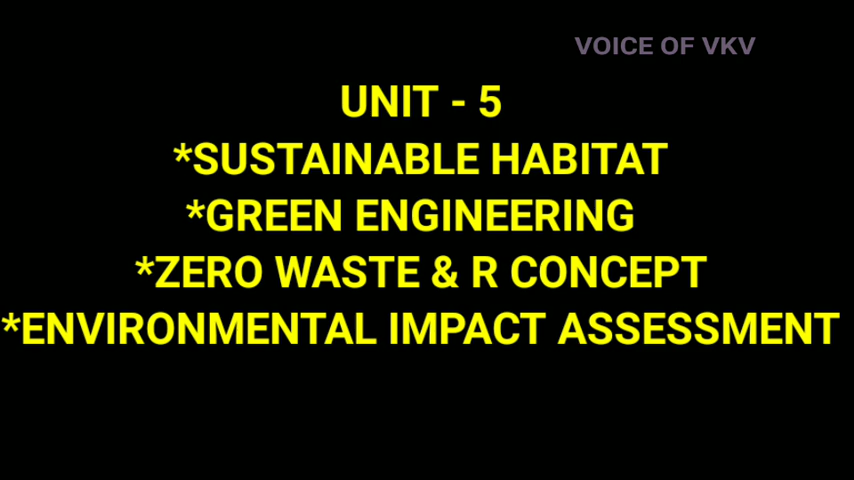 VOICE OF VKV
UNIT - 5
*SUSTAINABLE HABITAT
*GREEN ENGINEERING
*ZERO WASTE & R CONCEPT
*ENVIRONMENTAL IMPACT ASSESSMENT